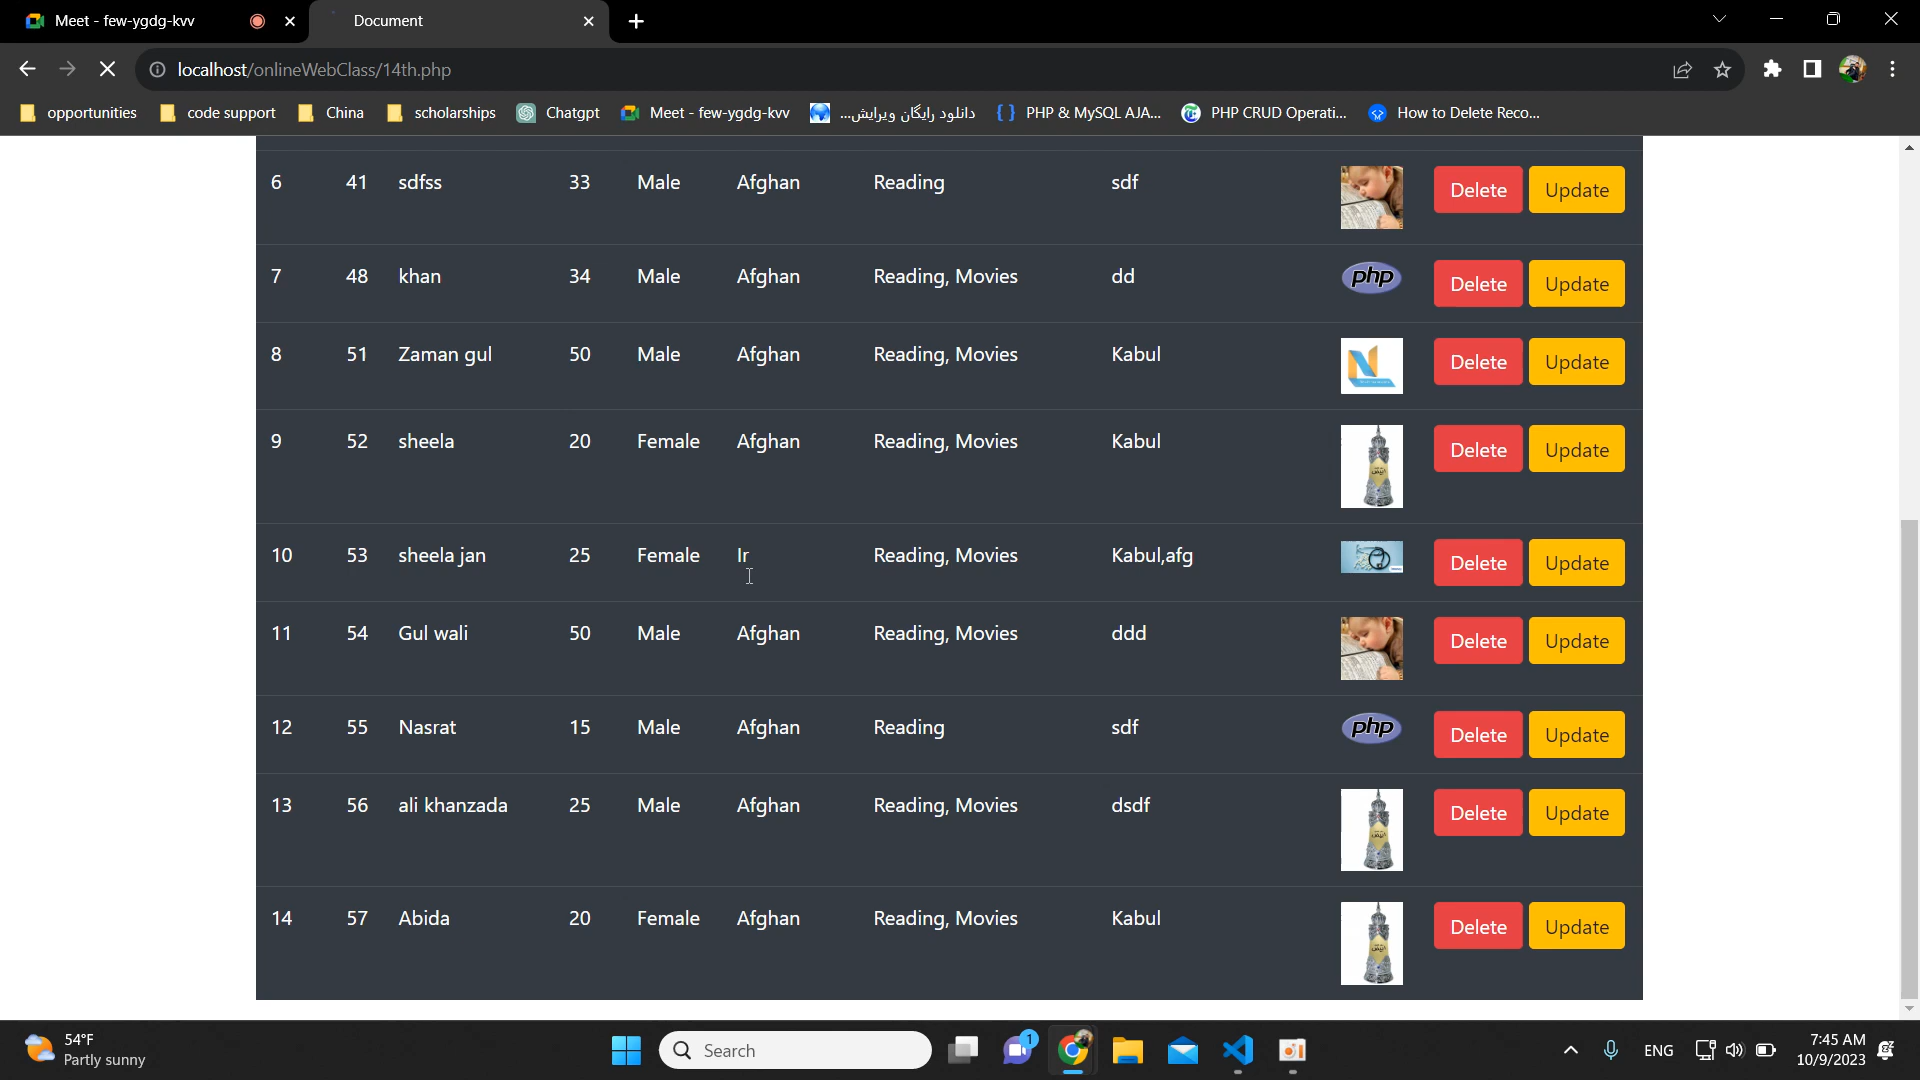 Meet - few-ygdg-kvv
Document
localhost/onlineWebClass/14th.php
opportunities code support China scholarships Chatgpt Meet - few-ygdg-kvv دانلود رایگان ویرایش... PHP & MySQL AJA... PHP CRUD Operati... How to Delete Reco...
6 41 sdfss 33 Male Afghan Reading sdf Delete Update
7 48 khan 34 Male Afghan Reading, Movies dd php Delete Update
8 51 Zaman gul 50 Male Afghan Reading, Movies Kabul Delete Update
9 52 sheela 20 Female Afghan Reading, Movies Kabul Delete Update
10 53 sheela jan 25 Female Ir Reading, Movies Kabul,afg Delete Update
11 54 Gul wali 50 Male Afghan Reading, Movies ddd Delete Update
12 55 Nasrat 15 Male Afghan Reading sdf php Delete Update
13 56 ali khanzada 25 Male Afghan Reading, Movies dsdf Delete Update
14 57 Abida 20 Female Afghan Reading, Movies Kabul Delete Update
54°F
Partly sunny
Search
1
ENG
7:45 AM
10/9/2023